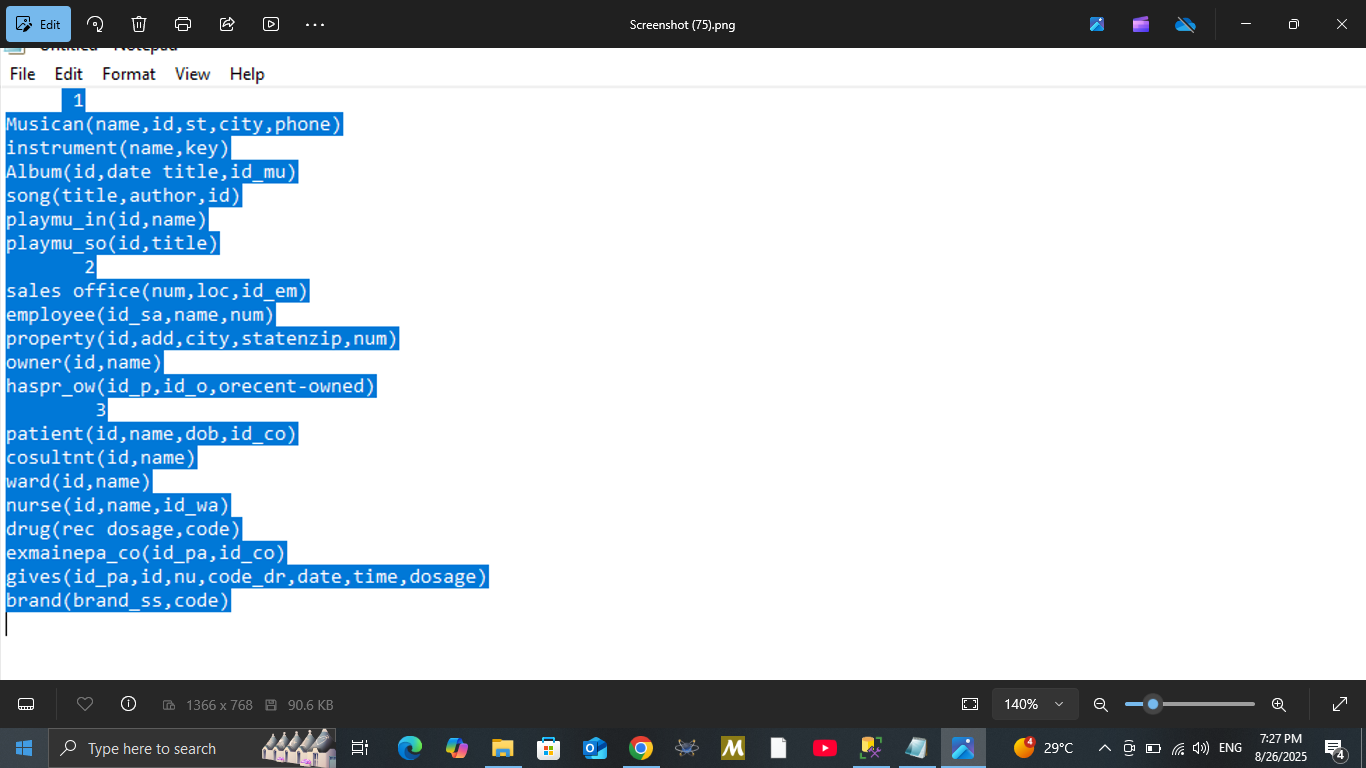 Edit
Screenshot (75).png
Untitled - Notepad
File Edit Format View Help
1
Musican(name,id,st,city,phone)
instrument(name,key)
Album(id,date title,id_mu)
song(title,author,id)
playmu_in(id,name)
playmu_so(id,title)
2
sales office(num,loc,id_em)
employee(id_sa,name,num)
property(id,add,city,statenzip,num)
owner(id,name)
haspr_ow(id_p,id_o,orecent-owned)
3
patient(id,name,dob,id_co)
cosultnt(id,name)
ward(id,name)
nurse(id,name,id_wa)
drug(rec dosage,code)
exmainepa_co(id_pa,id_co)
gives(id_pa,id,nu,code_dr,date,time,dosage)
brand(brand_ss,code)
1366 x 768 90.6 KB 140%
Type here to search M 4 29°C ENG 7:27 PM
8/26/2025 4